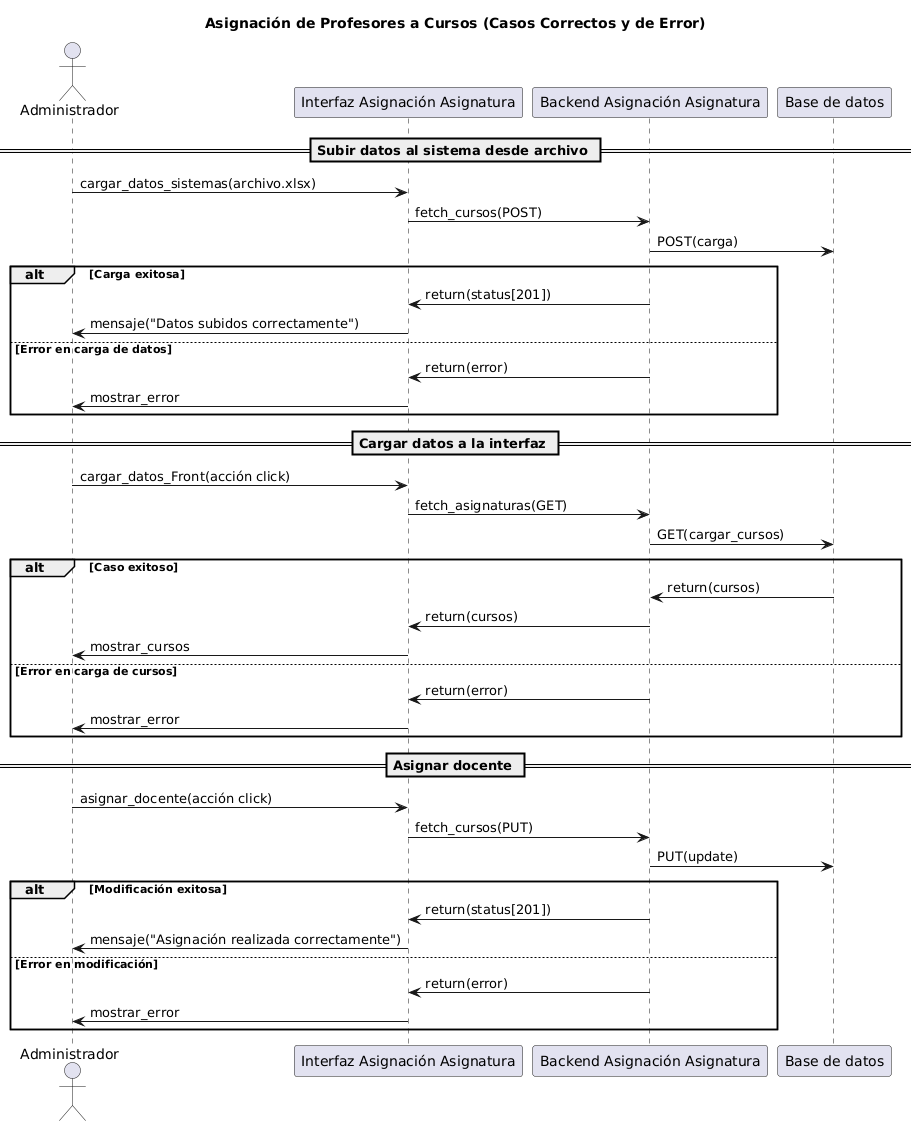 Asignación de Profesores a Cursos (Casos Correctos y de Error)
Administrador
Interfaz Asignación Asignatura
Backend Asignación Asignatura
Base de datos
Subir datos al sistema desde archivo
cargar_datos_sistemas(archivo.xlsx)
fetch_cursos(POST)
POST(carga)
alt
[Carga exitosa]
return(status[201])
mensaje("Datos subidos correctamente")
[Error en carga de datos]
return(error)
mostrar_error
Cargar datos a la interfaz
cargar_datos_Front(acción click)
fetch_asignaturas(GET)
GET(cargar_cursos)
alt
[Caso exitoso]
return(cursos)
return(cursos)
mostrar_cursos
[Error en carga de cursos]
return(error)
mostrar_error
Asignar docente
asignar_docente(acción click)
fetch_cursos(PUT)
PUT(update)
alt
[Modificación exitosa]
return(status[201])
mensaje("Asignación realizada correctamente")
[Error en modificación]
return(error)
mostrar_error
Administrador
Interfaz Asignación Asignatura
Backend Asignación Asignatura
Base de datos